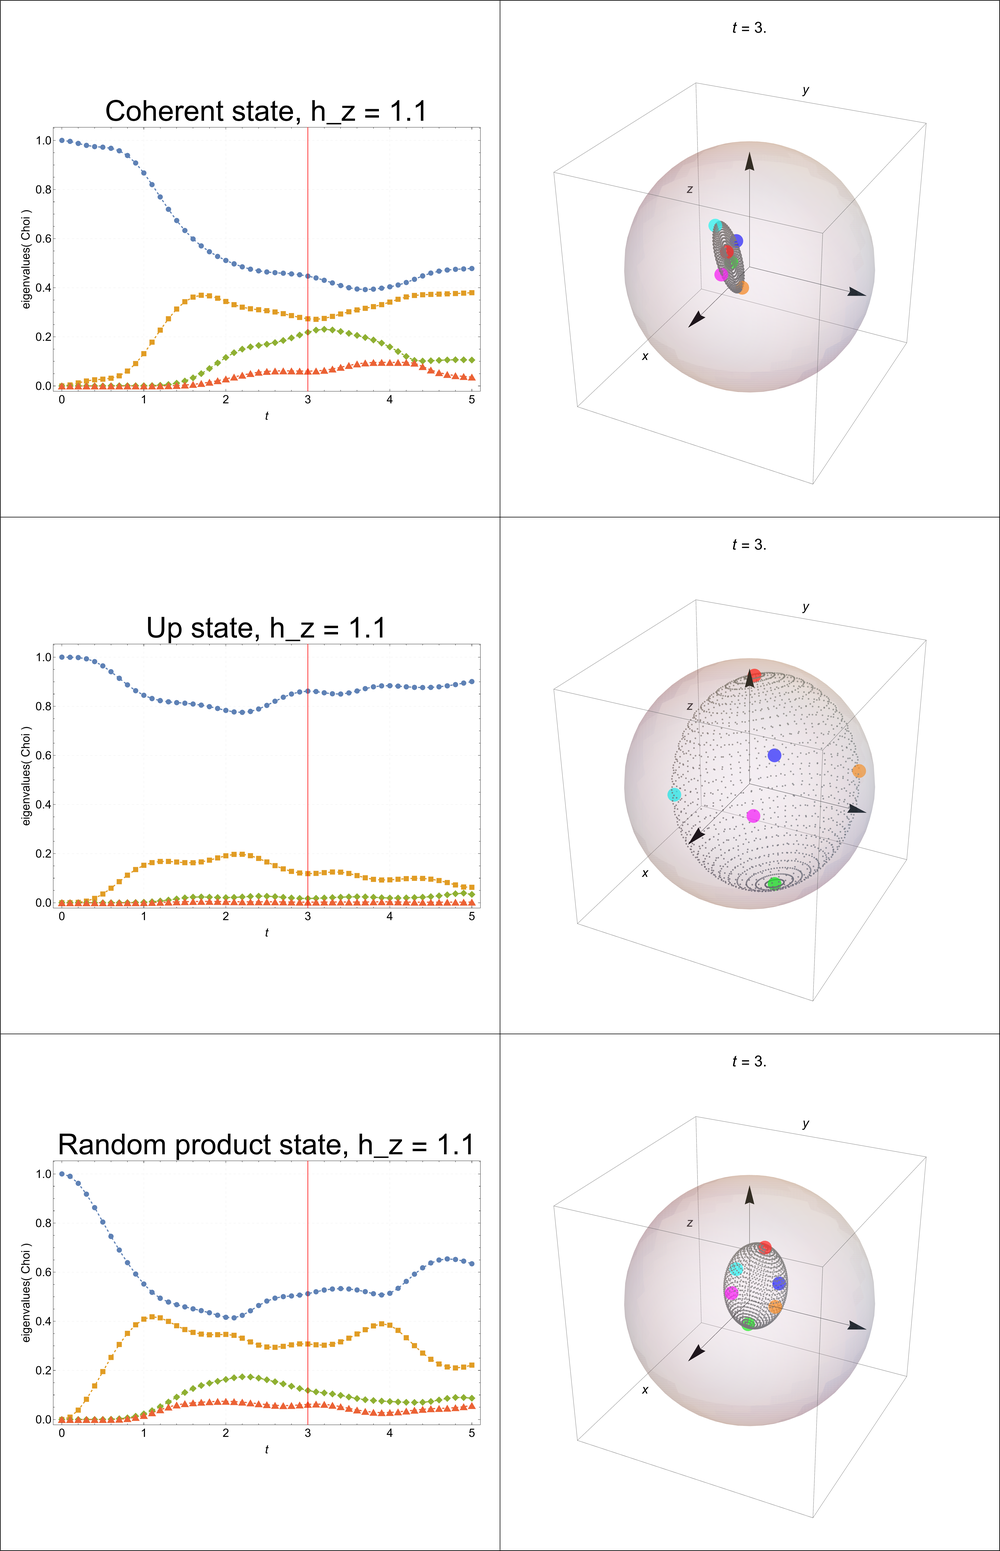 Coherent state, h_z = 1.1
eigenvalues( Choi )
1.0
0.8
0.6
0.4
0.2
0.0
0 1 2 3 4 5
t
t = 3.
y
z
x
Up state, h_z = 1.1
eigenvalues( Choi )
1.0
0.8
0.6
0.4
0.2
0.0
0 1 2 3 4 5
t
t = 3.
y
z
x
Random product state, h_z = 1.1
eigenvalues( Choi )
1.0
0.8
0.6
0.4
0.2
0.0
0 1 2 3 4 5
t
t = 3.
y
z
x